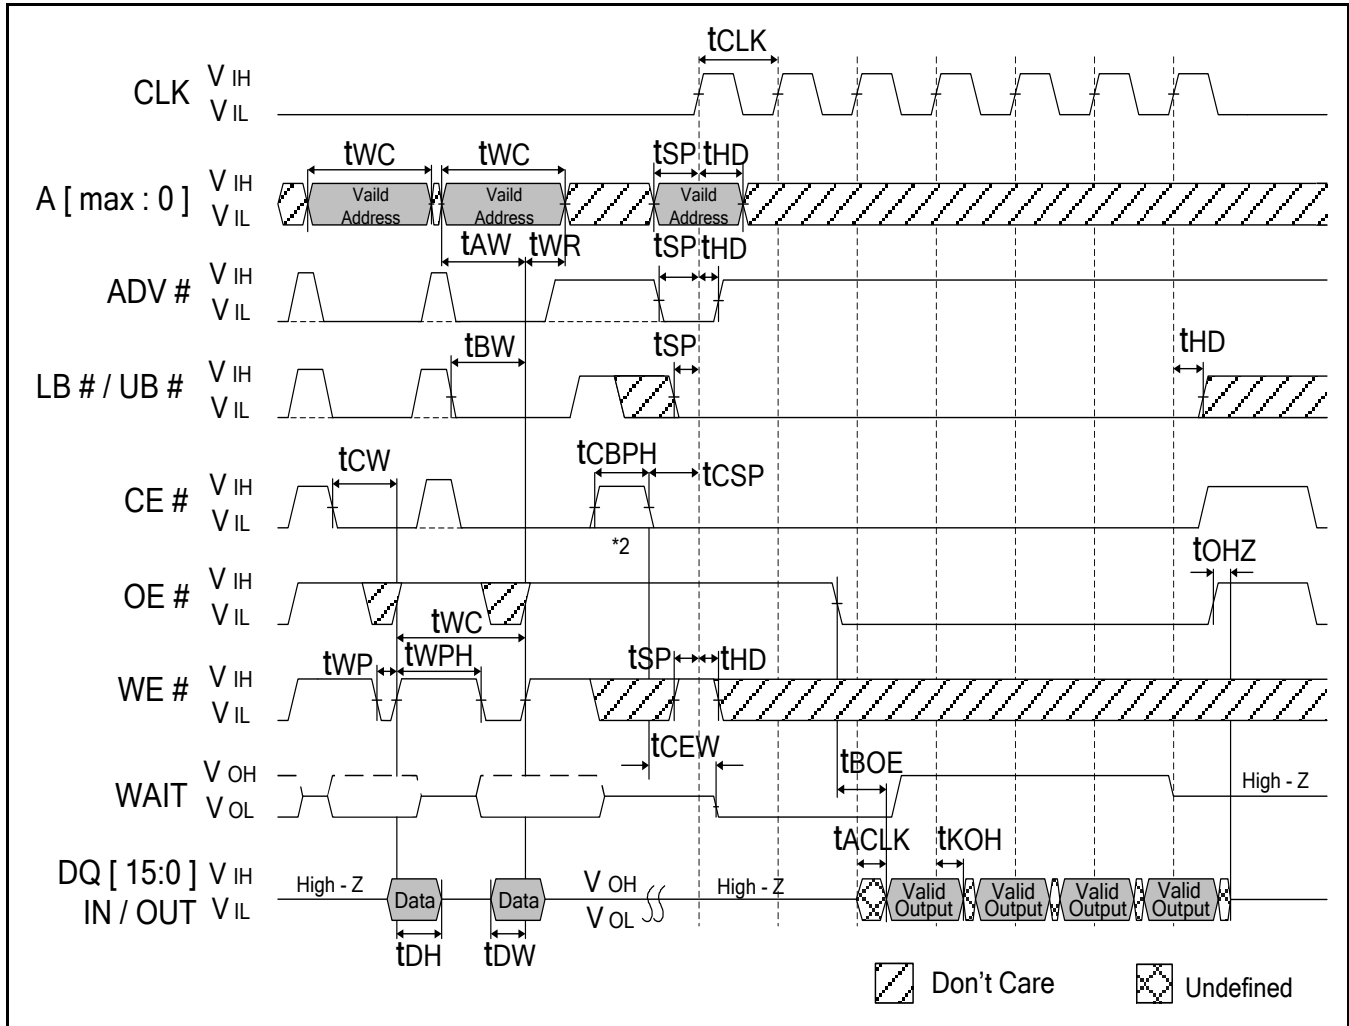 tCLK
CLK V IH
V IL
tWC tWC tSP tHD
A [ max : 0 ] V IH
V IL
Vaild Address
Vaild Address
Vaild Address
tAW tWR tSP tHD
ADV # V IH
V IL
tBW tSP tHD
LB # / UB # V IH
V IL
tCW tCBPH tCSP
CE # V IH
V IL
*2
tOHZ
OE # V IH
V IL
tWC
tWP tWPH tSP tHD
WE # V IH
V IL
tCEW tBOE
WAIT V OH
V OL
High - Z
tACLK tKOH
DQ [ 15:0 ] V IH
IN / OUT V IL
High - Z
Data
Data
V OH
V OL
High - Z
Valid Output
Valid Output
Valid Output
Valid Output
tDH tDW
Don't Care
Undefined